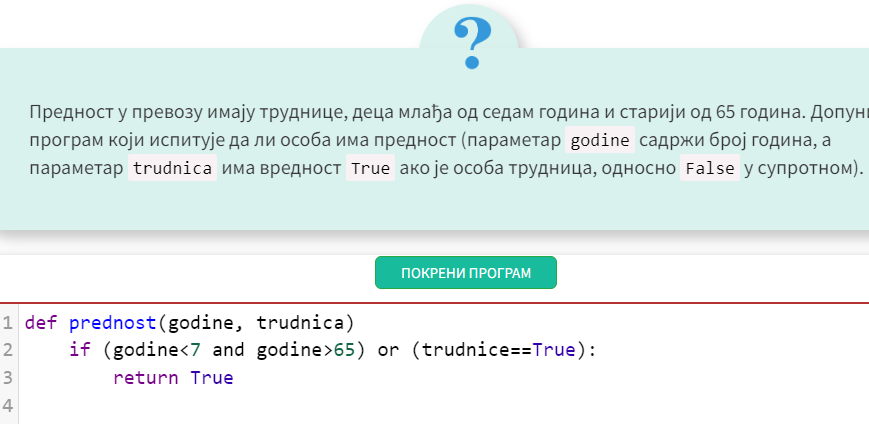 ?
Предност у превозу имају труднице, деца млађа од седам година и старији од 65 година.
програм који испитује да ли особа има предност (параметар godine садржи број година, а
параметар trudnica има вредност True ако је особа трудница, односно False у супротном).
ПОКРЕНИ ПРОГРАМ
1 def prednost(godine, trudnica)
2 if (godine<7 and godine>65) or (trudnice==True):
3 return True
4